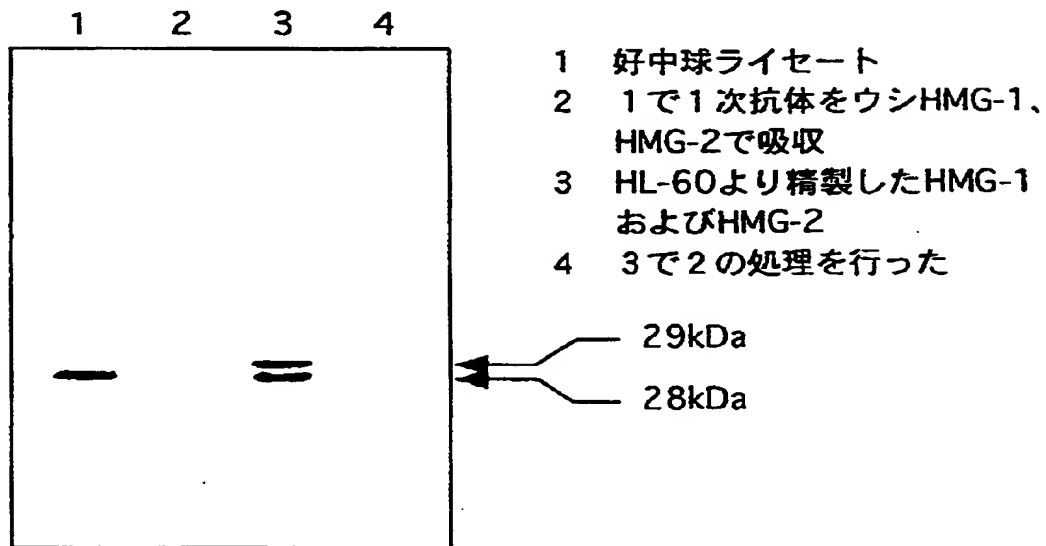 1 2 3 4
1 好中球ライセート
2 1で1次抗体をウシHMG-1、
HMG-2で吸収
3 HL-60より精製したHMG-1
およびHMG-2
4 3で2の処理を行った
29kDa
28kDa